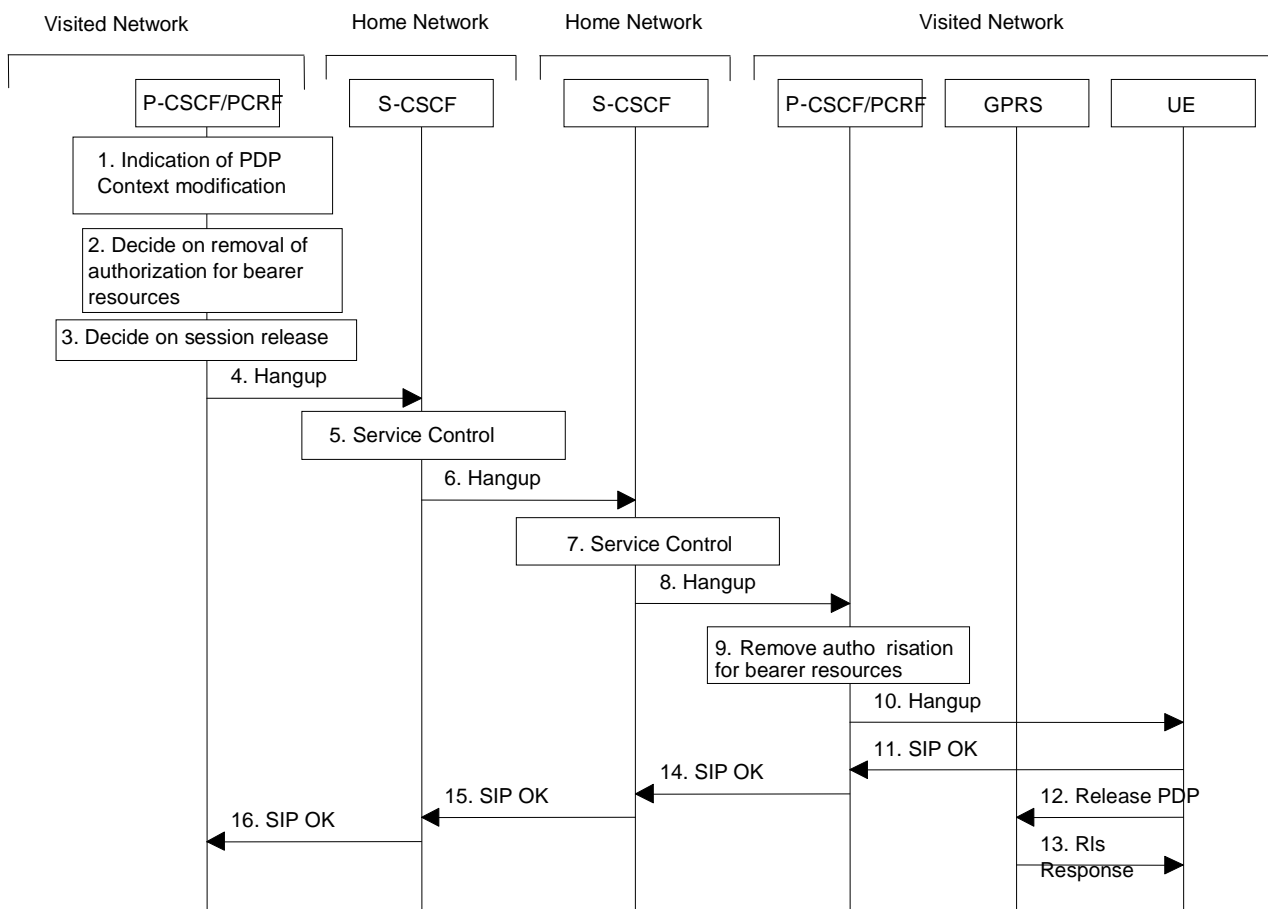 Visited Network
Home Network
Home Network
Visited Network
P-CSCF/PCRF
S-CSCF
S-CSCF
P-CSCF/PCRF
GPRS
UE
1. Indication of PDP
Context modification
2. Decide on removal of
authorization for bearer
resources
3. Decide on session release
4. Hangup
5. Service Control
6. Hangup
7. Service Control
8. Hangup
9. Remove autho risation
for bearer resources
10. Hangup
11. SIP OK
14. SIP OK
12. Release PDP
15. SIP OK
16. SIP OK
13. Rls
Response